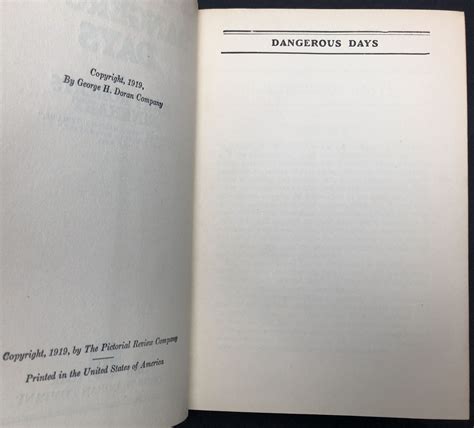 Copyright, 1919,
By George H. Doran Company
Copyright, 1919, by The Pictorial Review Company
Printed in the United States of America
DANGEROUS DAYS